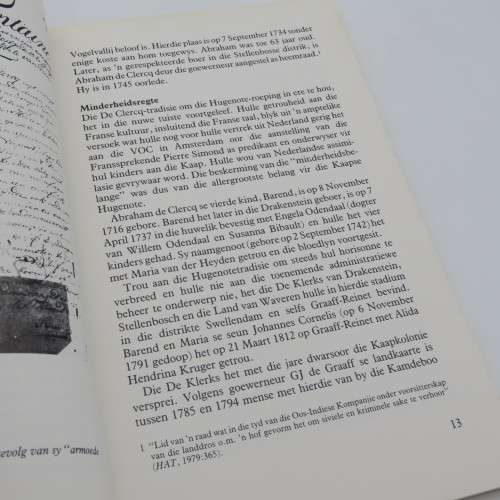 ntaine
Vogelvallij beloof is. Hierdie plaas is op 7 September 1734 sonder
enige koste aan hom toegewys. Abraham was toe 63 jaar oud.
Later, as 'n gerespekteerde boer in die Stellenbosse distrik, is
Abraham de Clercq deur die goewerneur aangestel as heemraad.¹
Hy is in 1745 oorlede.
Minderheidsregte
Die De Clercq-tradisie om die Hugenote-roeping in ere te hou,
het in die nuwe tuiste voortgeleef. Hulle getrouheid aan die
Franse kultuur, insluitend die Franse taal, blyk uit 'n amptelike
versoek wat hulle nog voor hulle vertrek uit Nederland gerig het
aan die VOC in Amsterdam oor die aanstelling van die
Franssprekende Pierre Simond as predikant en onderwyser vir
hul kinders aan die Kaap. Hulle wou van Nederlandse assimi-
lasie gevrywaar word. Die beskerming van die "minderheidsbe-
lange" was dus van die allergrootste belang vir die Kaapse
Hugenote.
Abraham de Clercq se vierde kind, Barend, is op 8 November
1716 gebore. Barend het later in die Drakenstein geboer, is op 7
April 1737 in die huwelik bevestig met Engela Odendaal (dogter
van Willem Odendaal en Susanna Bibault) en hulle het vier
kinders gehad. Sy naamgenoot (gebore op 2 September 1742) het
met Maria van der Heyden getrou en die bloedlyn voortgesit.
Trou aan die Hugenotetradisie om steeds hul horisonne te
verbreed en hulle nie aan die toenemende administratiewe
beheer te onderwerp nie, het die De Klerks van Drakenstein,
Stellenbosch en die Land van Waveren hulle in hierdie stadium
in die distrikte Swellendam en selfs Graaff-Reinet bevind.
Barend en Maria se seun Johannes Cornelis (op 6 November
1791 gedoop) het op 21 Maart 1812 op Graaff-Reinet met Alida
Hendrina Kruger getrou.
Die De Klerks het met die jare dwarsoor die Kaapkolonie
versprei. Volgens goewerneur GJ de Graaff se landkaarte is
tussen 1785 en 1794 mense met hierdie van by die Kamdeboo
1 "Lid van 'n raad wat in die tyd van die Oos-Indiese Kompanjie onder voorsitterskap
van die landdros o.m. 'n hof gevorm het om siviele en kriminele sake te verhoor"
(HAT, 1979:365).
13
evolg van sy "armoede